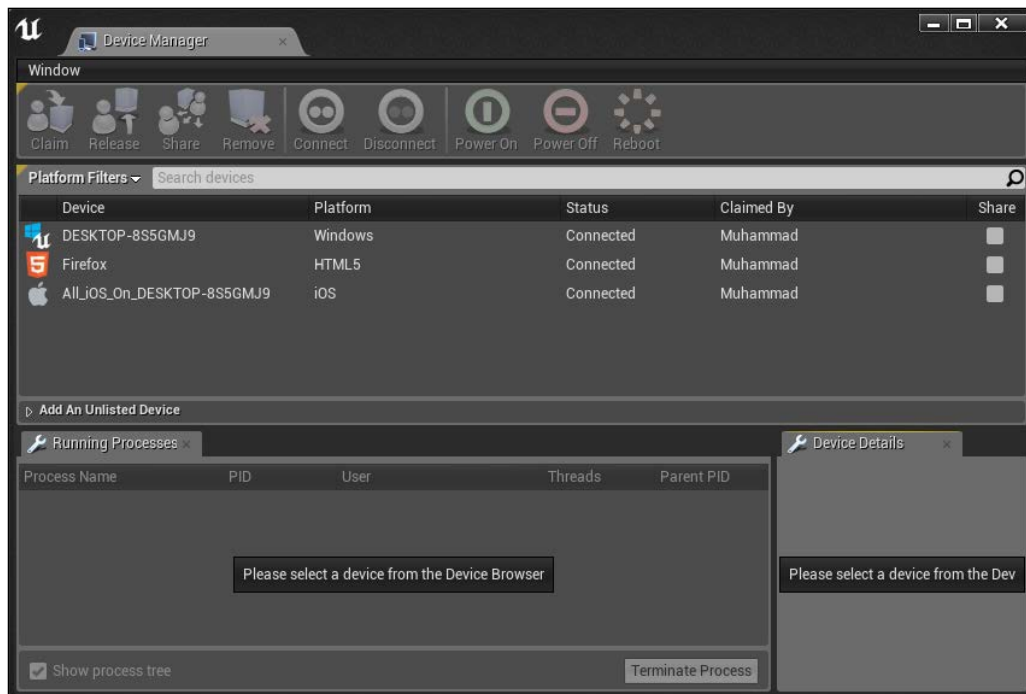 Device Manager
Window
Claim Release Share Remove Connect Disconnect Power On Power Off Reboot
Platform Filters Search devices
Device Platform Status Claimed By Share
DESKTOP-8S5GMJ9 Windows Connected Muhammad
Firefox HTML5 Connected Muhammad
All_iOS_On_DESKTOP-8S5GMJ9 iOS Connected Muhammad
Add An Unlisted Device
Running Processes Device Details
Process Name PID User Threads Parent PID
Please select a device from the Device Browser Please select a device from the Dev
Show process tree Terminate Process